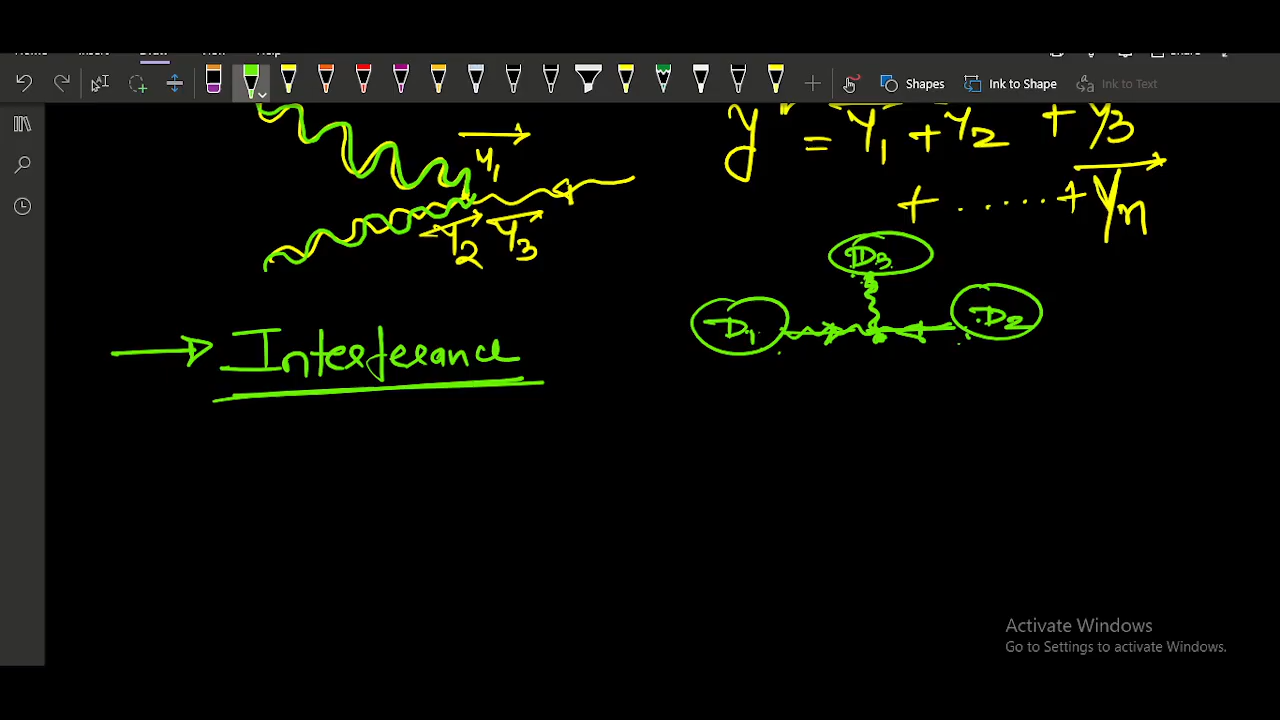 Shapes
Ink to Shape
Ink to Text
y = y1 + y2 + y3
+ ...... + yn
y1
y2 y3
D3
D1 D2
→ Interferance
Activate Windows
Go to Settings to activate Windows.